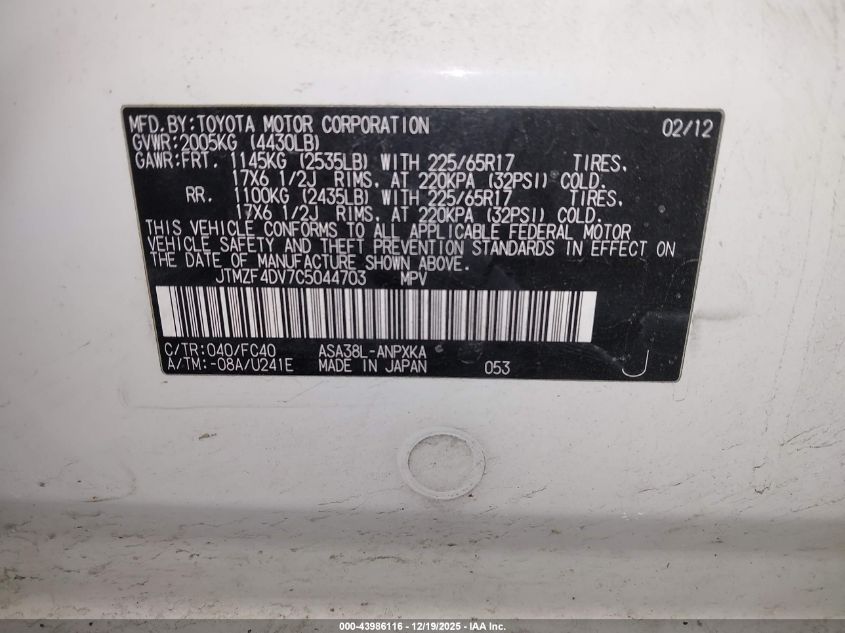 MFD.BY:TOYOTA MOTOR CORPORATION 02/12
GVWR:2005KG (4430LB)
GAWR:FRT. 1145KG (2535LB) WITH 225/65R17 TIRES,
17X6 1/2J RIMS, AT 220KPA (32PSI) COLD.
RR. 1100KG (2435LB) WITH 225/65R17 TIRES,
17X6 1/2J RIMS, AT 220KPA (32PSI) COLD.
THIS VEHICLE CONFORMS TO ALL APPLICABLE FEDERAL MOTOR
VEHICLE SAFETY AND THEFT PREVENTION STANDARDS IN EFFECT ON
THE DATE OF MANUFACTURE SHOWN ABOVE.
JTMZF4DV7C5044703 MPV
C/TR:040/FC40 ASA38L-ANPXKA
A/TM:-08A/U241E MADE IN JAPAN 053 J
000-43986116 - 12/19/2025 - IAA Inc.